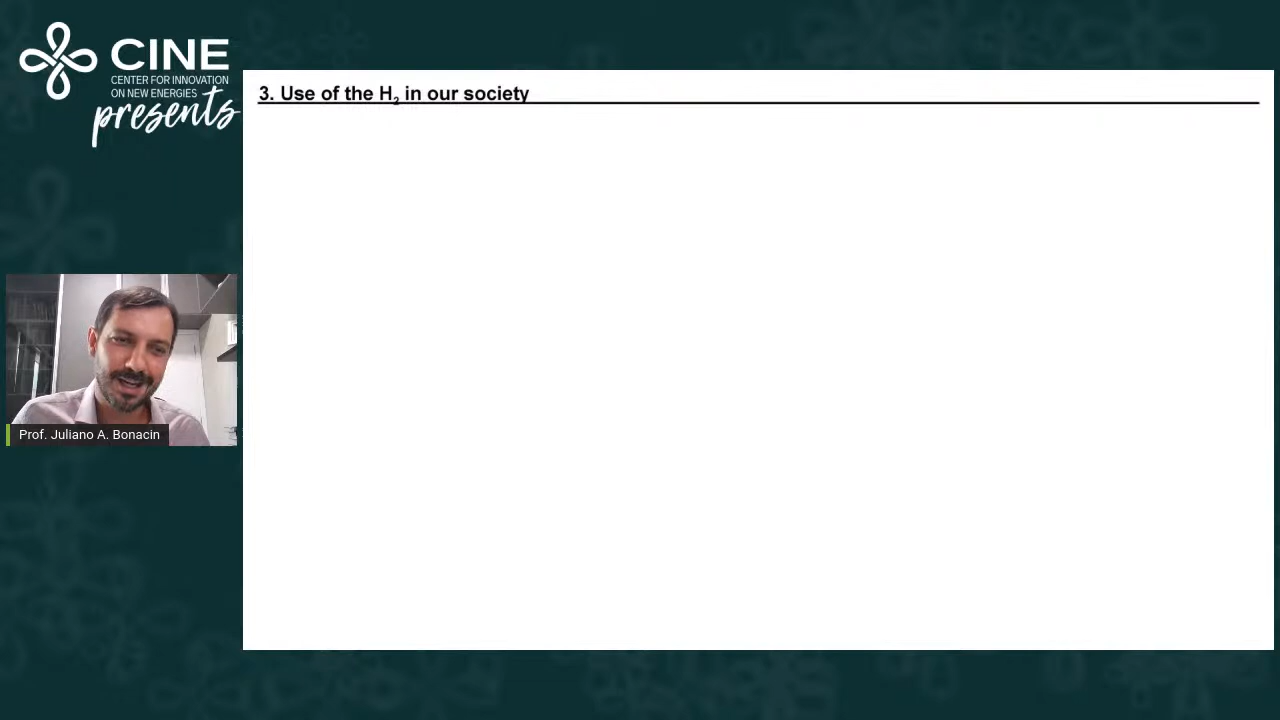 CINE
CENTER FOR INNOVATION
ON NEW ENERGIES
presents
3. Use of the H₂ in our society
Prof. Juliano A. Bonacin